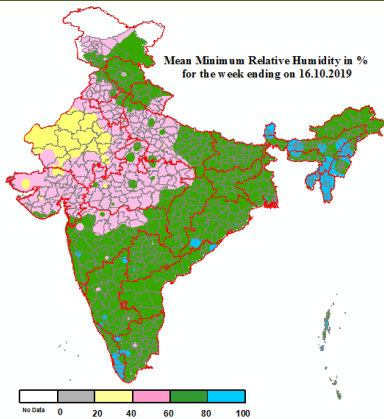 Mean Minimum Relative Humidity in %
for the week ending on 16.10.2019
No Data 0 20 40 60 80 100